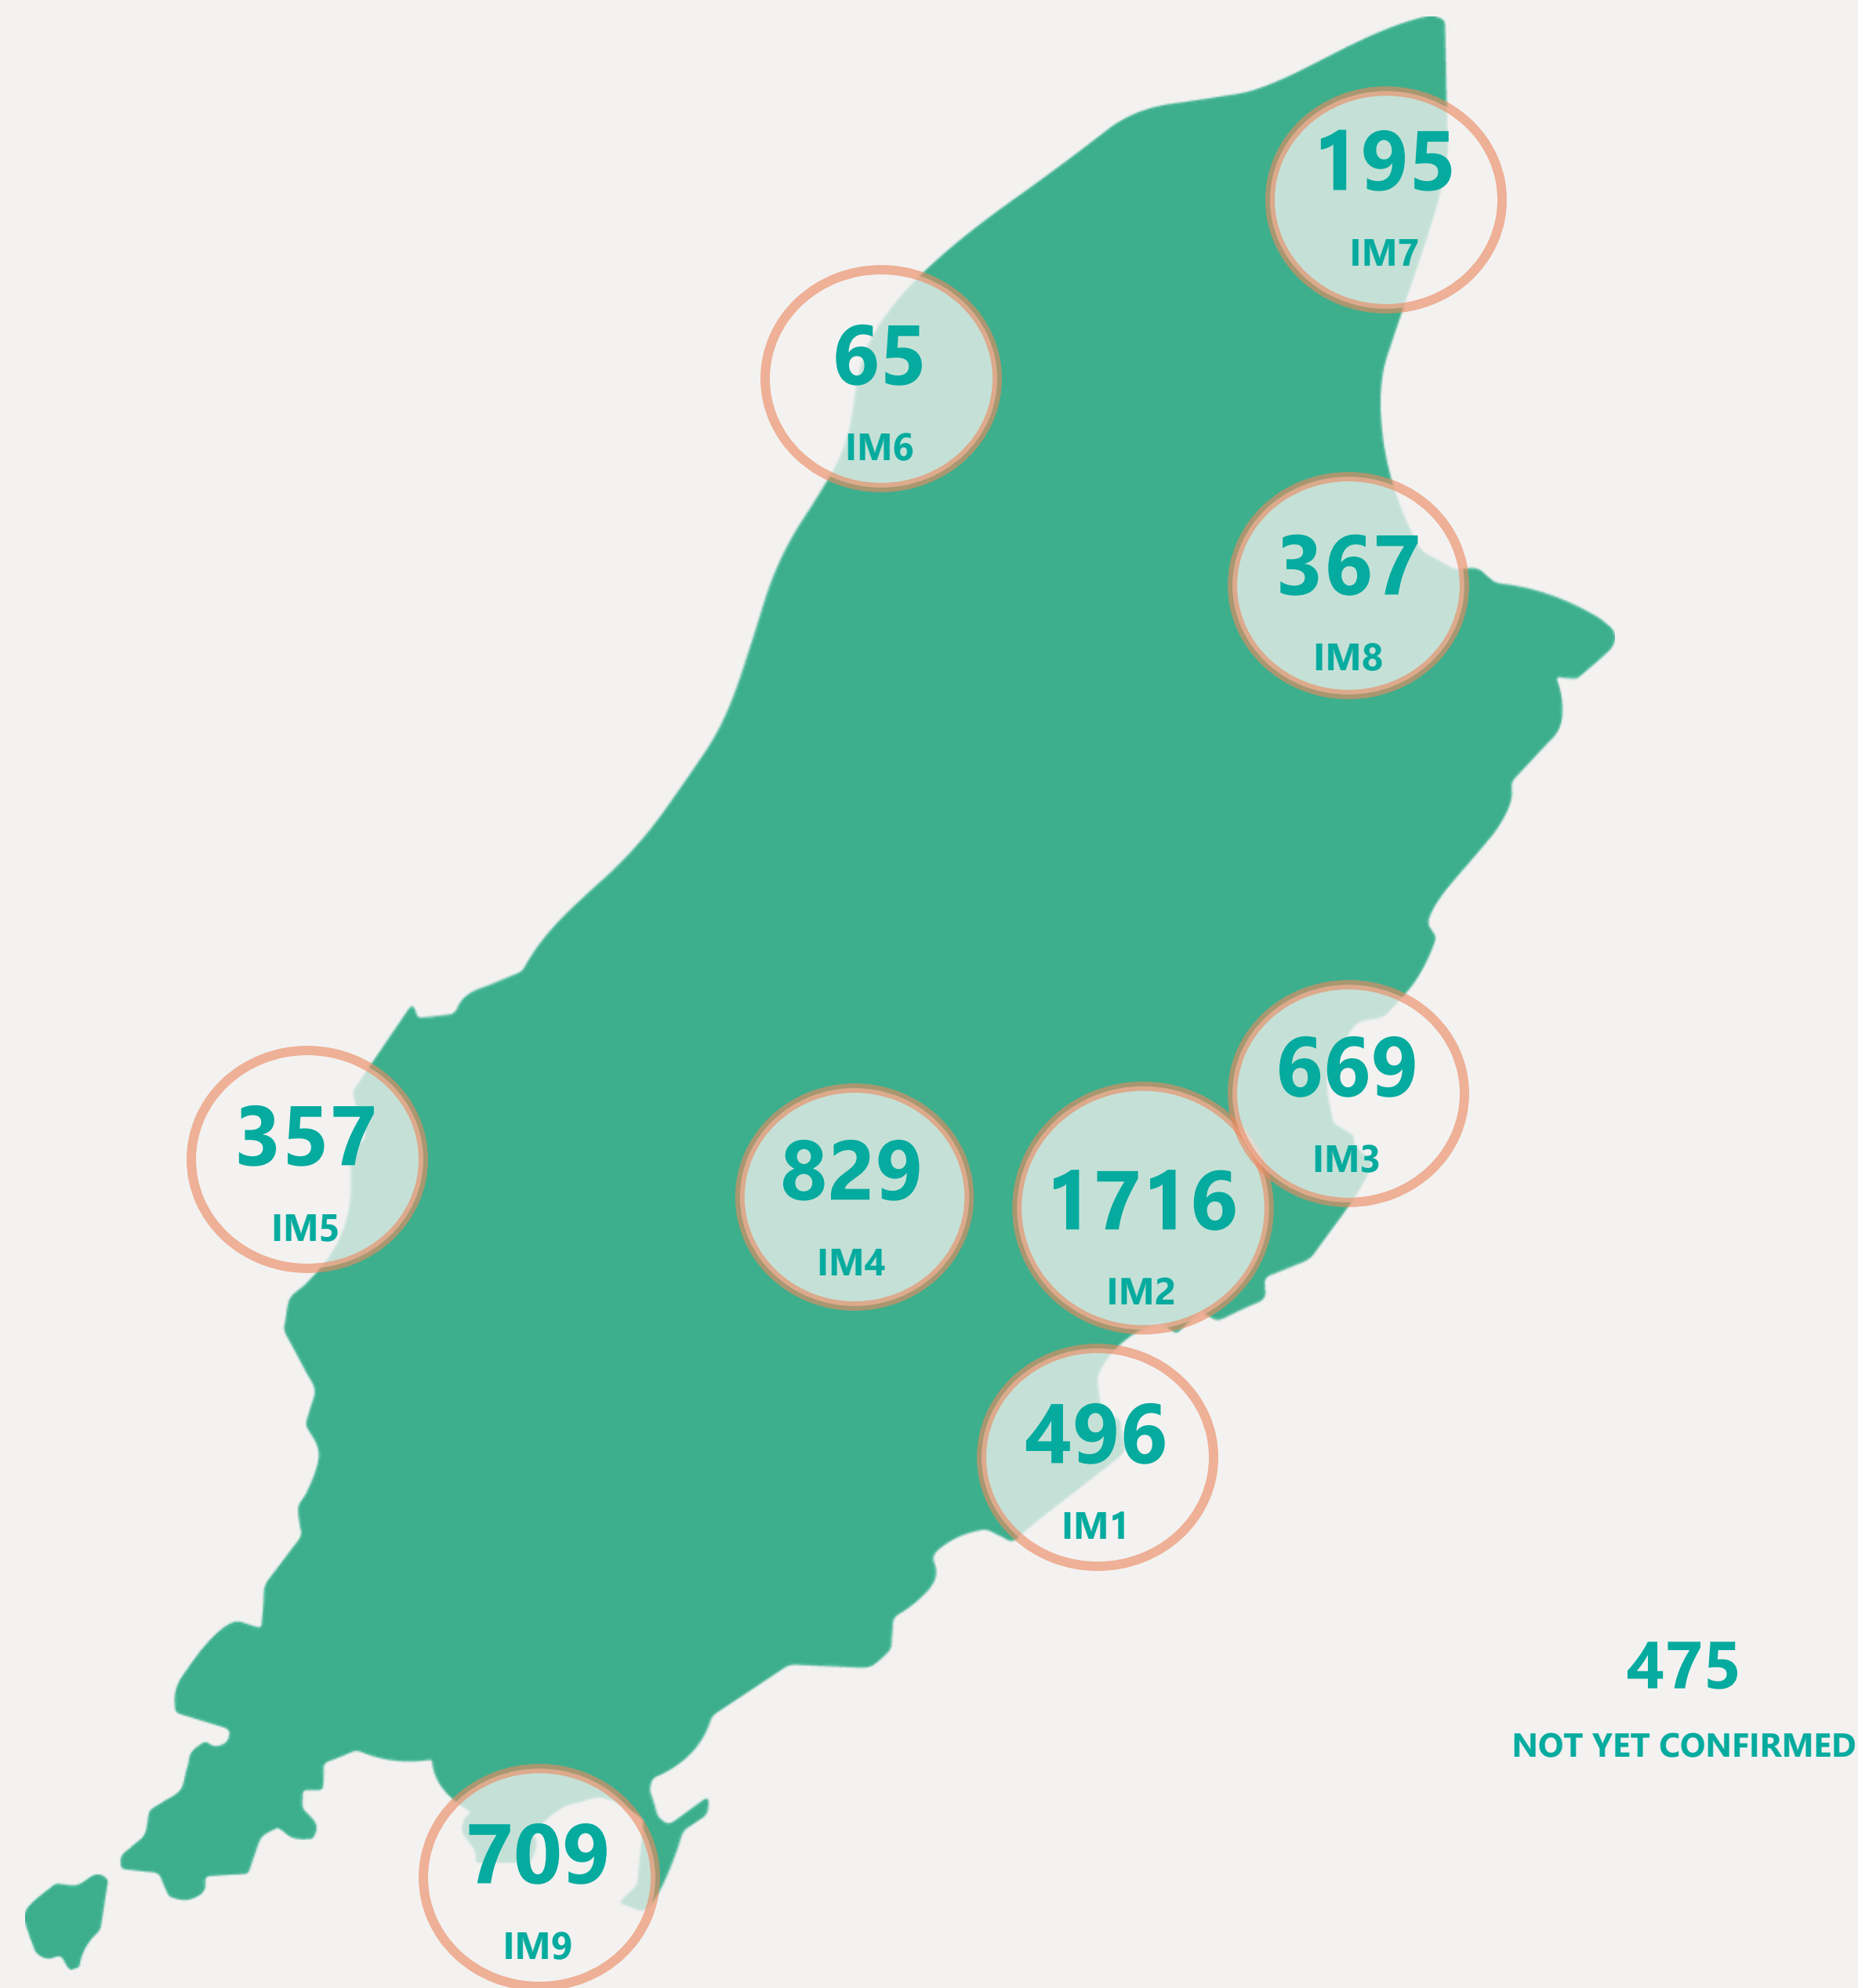 195
IM7
65
IM6
367
IM8
669
IM3
357
IM5
829
IM4
1716
IM2
496
IM1
475
NOT YET CONFIRMED
709
IM9